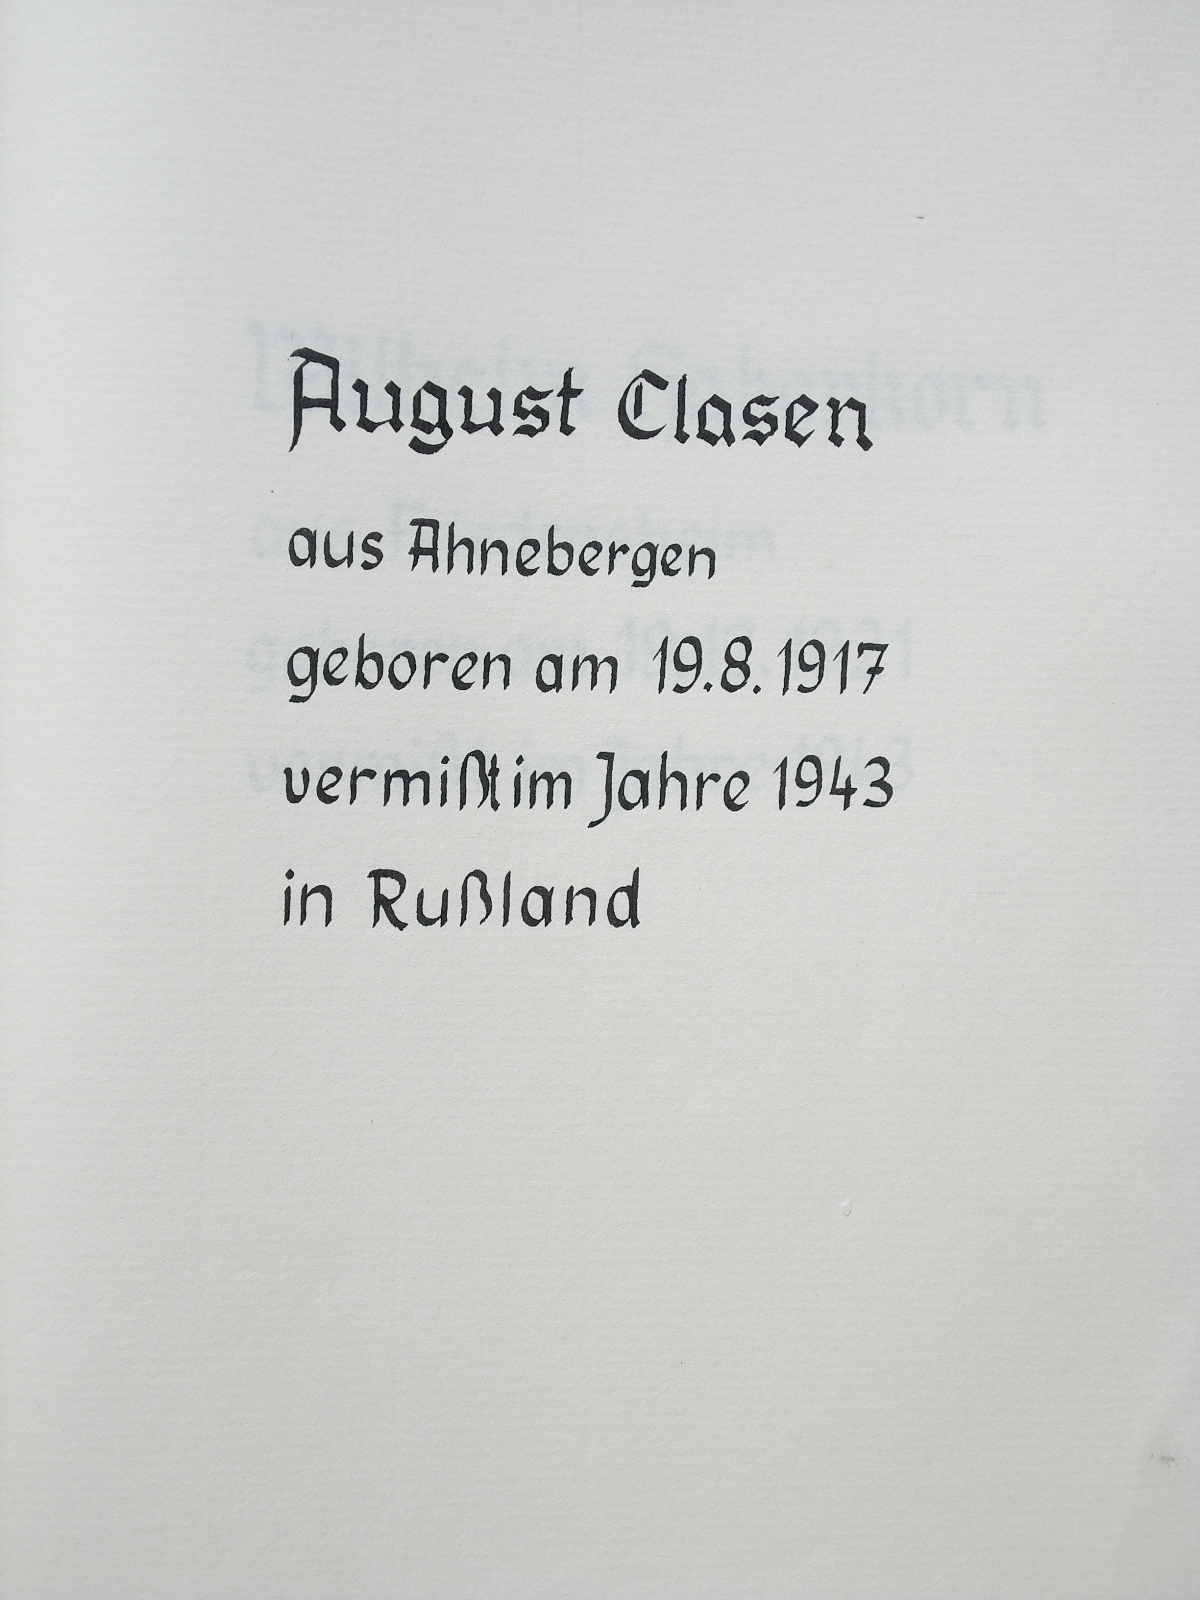 August Clasen
aus Ahnebergen
geboren am 19.8.1917
vermißt im Jahre 1943
in Rußland